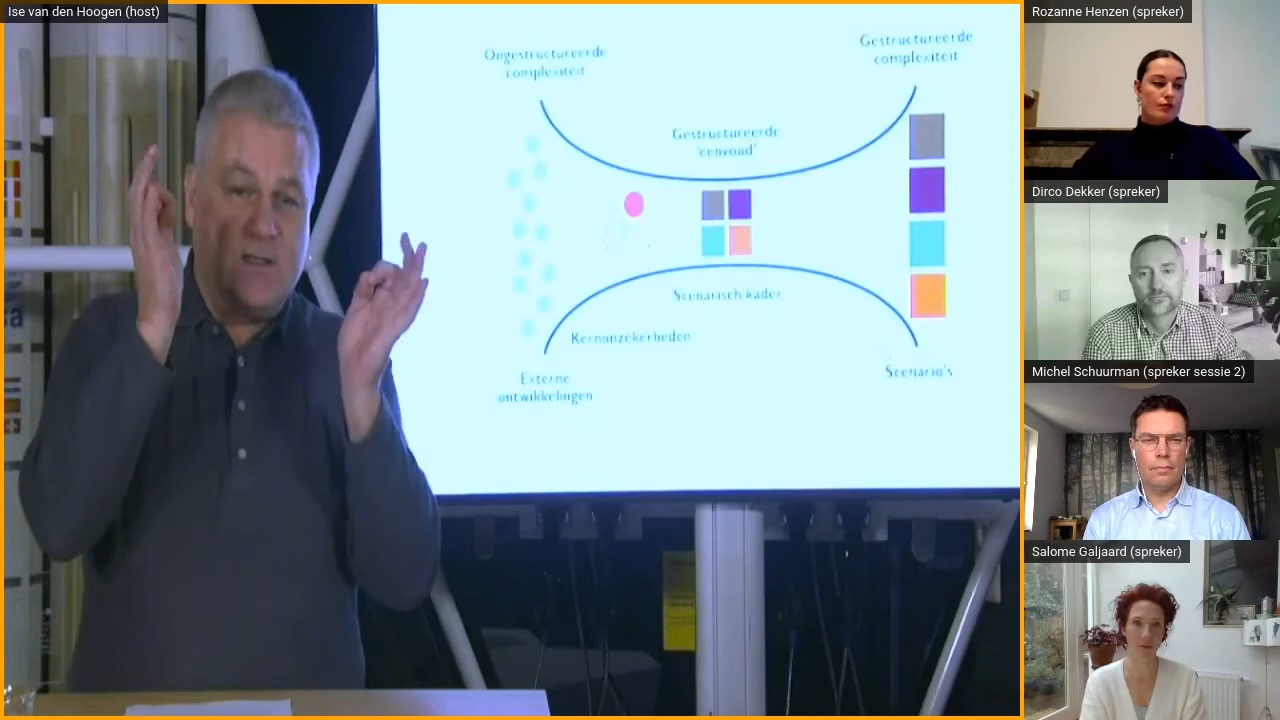 Ise van den Hoogen (host)
Ongestructureerde
complexiteit
Gestructureerde
complexiteit
Gestructureerde
'eenvoud'
Scenarisch kader
Kernonzekerheden
Externe
ontwikkelingen
Scenario's
Rozanne Henzen (spreker)
Dirco Dekker (spreker)
Michel Schuurman (spreker sessie 2)
Salome Galjaard (spreker)